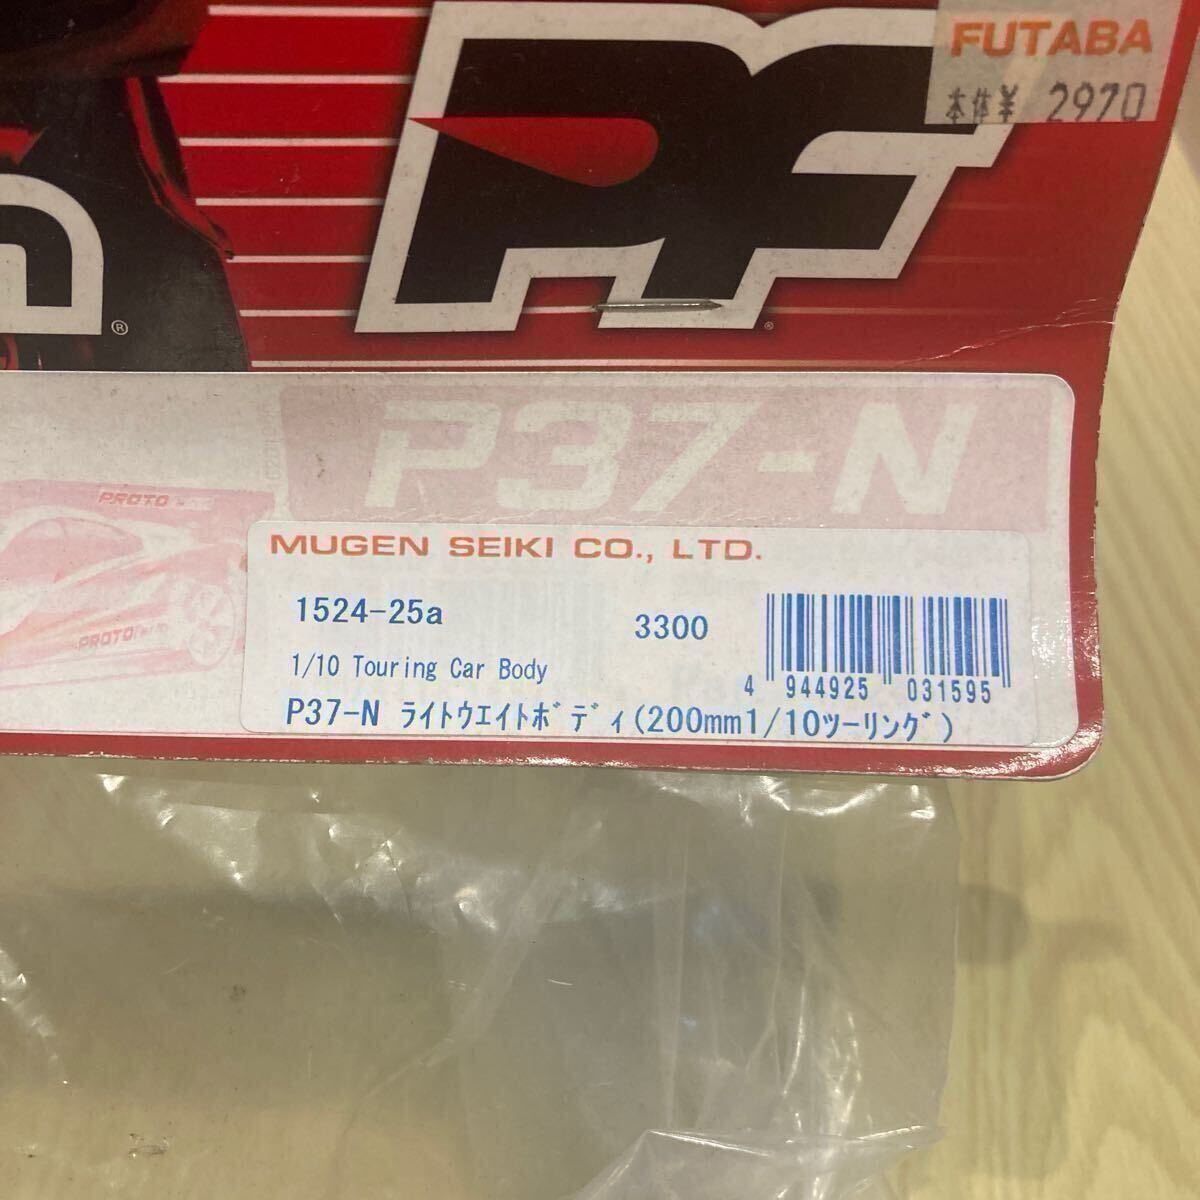 FUTABA
本体¥ 2970
PF
®
®
P37-N
PROTO
PROTOform
MUGEN SEIKI CO., LTD.
1524-25a
3300
1/10 Touring Car Body
4 944925 031595
P37-N ライトウエイトボディ(200mm1/10ツーリング)